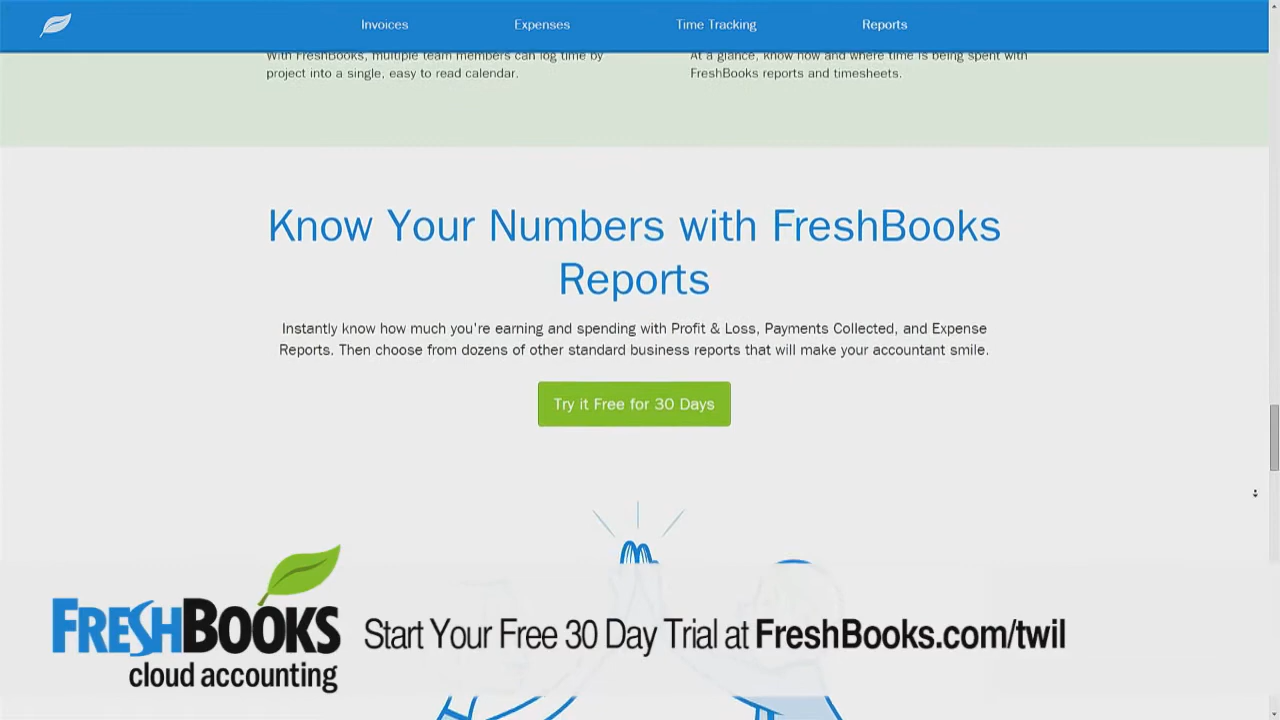 Invoices Expenses Time Tracking Reports
With FreshBooks, multiple team members can log time by
project into a single, easy to read calendar.
At a glance, know how and where time is being spent with
FreshBooks reports and timesheets.
Know Your Numbers with FreshBooks
Reports
Instantly know how much you're earning and spending with Profit & Loss, Payments Collected, and Expense
Reports. Then choose from dozens of other standard business reports that will make your accountant smile.
Try it Free for 30 Days
FRESHBOOKS
cloud accounting
Start Your Free 30 Day Trial at FreshBooks.com/twil